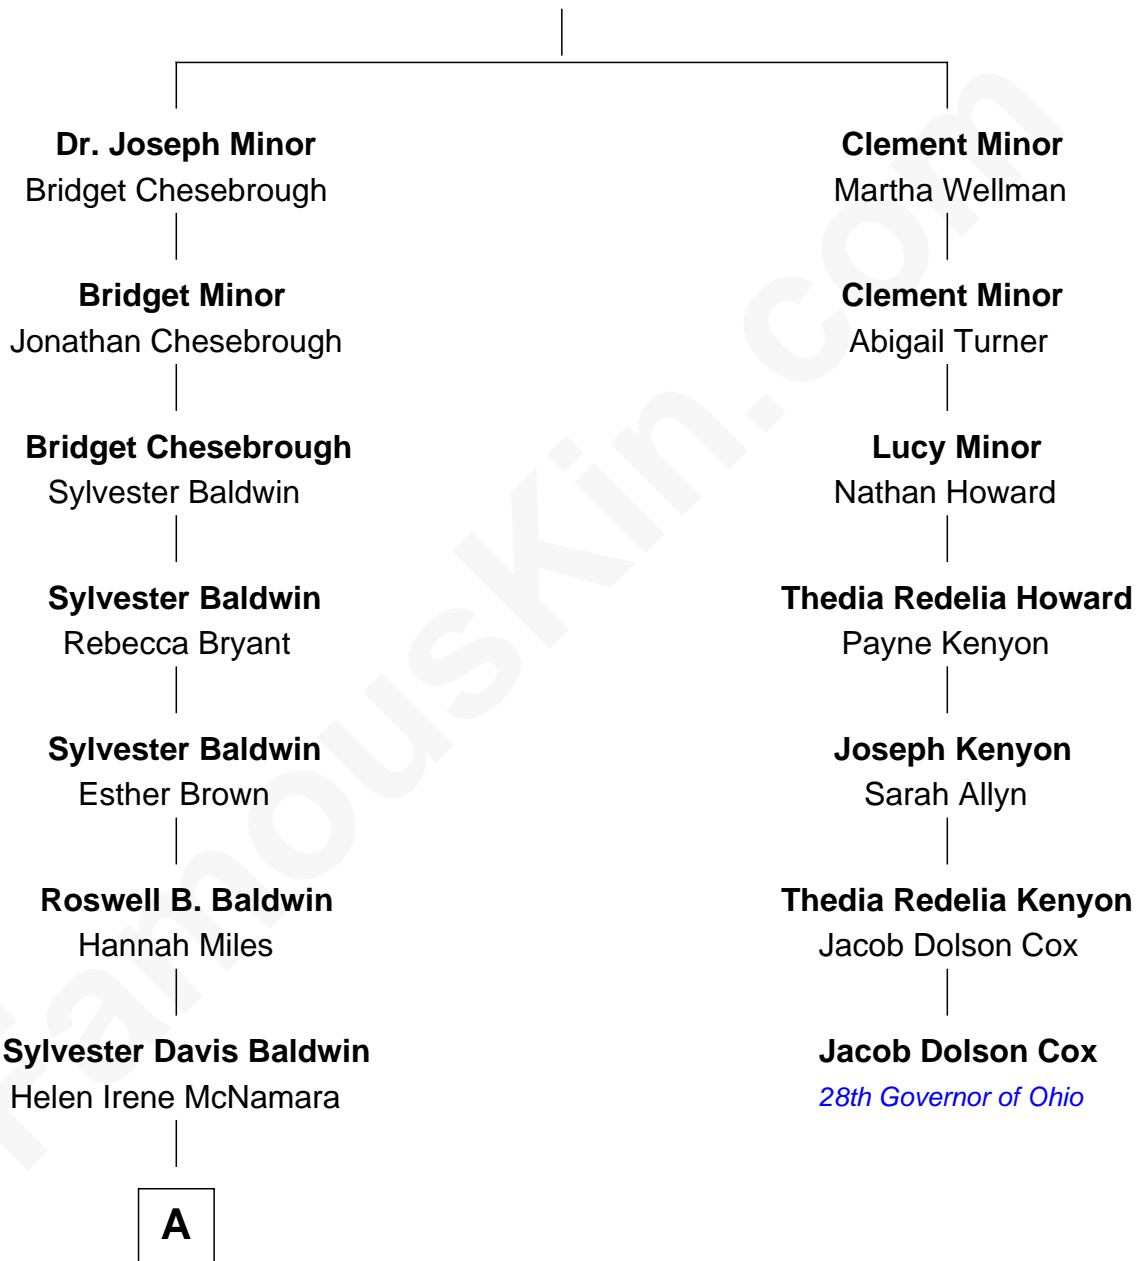 Dr. Joseph Minor
Bridget Chesebrough
Clement Minor
Martha Wellman
Bridget Minor
Jonathan Chesebrough
Clement Minor
Abigail Turner
Bridget Chesebrough
Sylvester Baldwin
Lucy Minor
Nathan Howard
Sylvester Baldwin
Rebecca Bryant
Thedia Redelia Howard
Payne Kenyon
Sylvester Baldwin
Esther Brown
Joseph Kenyon
Sarah Allyn
Roswell B. Baldwin
Hannah Miles
Thedia Redelia Kenyon
Jacob Dolson Cox
Sylvester Davis Baldwin
Helen Irene McNamara
Jacob Dolson Cox
28th Governor of Ohio
A
FamousKin.com